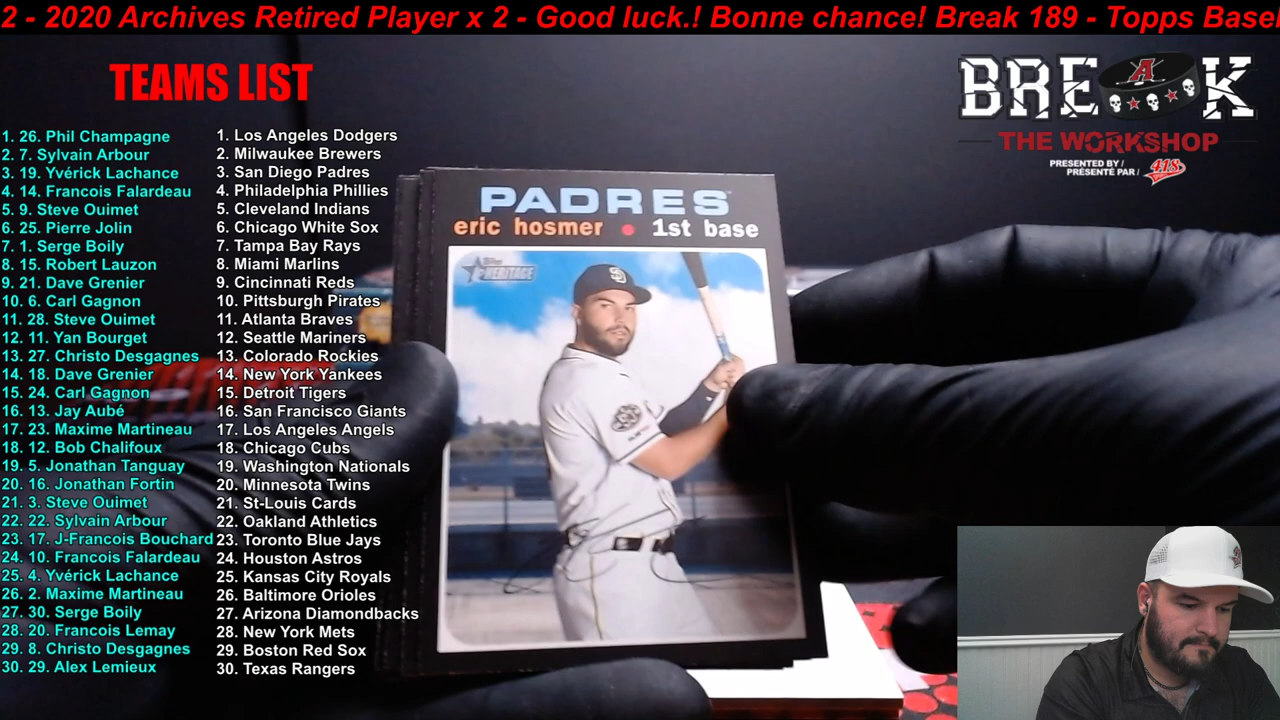 2 - 2020 Archives Retired Player x 2 - Good luck.! Bonne chance! Break 189 - Topps Basel
TEAMS LIST
1. 26. Phil Champagne
2. 7. Sylvain Arbour
3. 19. Yvérick Lachance
4. 14. Francois Falardeau
5. 9. Steve Ouimet
6. 25. Pierre Jolin
7. 1. Serge Boily
8. 15. Robert Lauzon
9. 21. Dave Grenier
10. 6. Carl Gagnon
11. 28. Steve Ouimet
12. 11. Yan Bourget
13. 27. Christo Desgagnes
14. 18. Dave Grenier
15. 24. Carl Gagnon
16. 13. Jay Aubé
17. 23. Maxime Martineau
18. 12. Bob Chalifoux
19. 5. Jonathan Tanguay
20. 16. Jonathan Fortin
21. 3. Steve Ouimet
22. 22. Sylvain Arbour
23. 17. J-Francois Bouchard
24. 10. Francois Falardeau
25. 4. Yvérick Lachance
26. 2. Maxime Martineau
27. 30. Serge Boily
28. 20. Francois Lemay
29. 8. Christo Desgagnes
30. 29. Alex Lemieux
1. Los Angeles Dodgers
2. Milwaukee Brewers
3. San Diego Padres
4. Philadelphia Phillies
5. Cleveland Indians
6. Chicago White Sox
7. Tampa Bay Rays
8. Miami Marlins
9. Cincinnati Reds
10. Pittsburgh Pirates
11. Atlanta Braves
12. Seattle Mariners
13. Colorado Rockies
14. New York Yankees
15. Detroit Tigers
16. San Francisco Giants
17. Los Angeles Angels
18. Chicago Cubs
19. Washington Nationals
20. Minnesota Twins
21. St-Louis Cards
22. Oakland Athletics
23. Toronto Blue Jays
24. Houston Astros
25. Kansas City Royals
26. Baltimore Orioles
27. Arizona Diamondbacks
28. New York Mets
29. Boston Red Sox
30. Texas Rangers
PADRES
eric hosmer • 1st base
Topps
HERITAGE
BRE K
A
THE WORKSHOP
PRESENTED BY /
PRÉSENTÉ PAR /
418